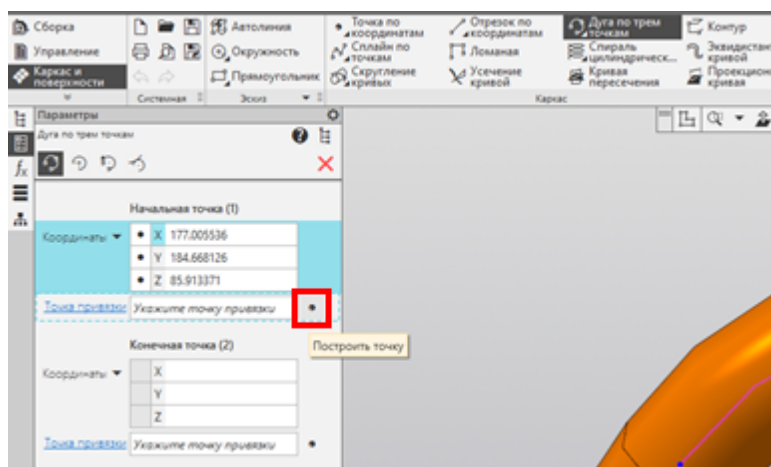 Сборка
Управление
Каркас и поверхности
Системная
Автолиния
Окружность
Прямоугольник
Эскиз
Точка по координатам
Сплайн по точкам
Скругление кривых
Отрезок по координатам
Ломаная
Усечение кривой
Дуга по трем точкам
Спираль цилиндрическ...
Кривая пересечения
Контур
Эквидистан
кривой
Проекцион
кривая
Каркас
Параметры
Дуга по трем точкам
Начальная точка (1)
Координаты
X 177.005536
Y 184.668126
Z 85.913371
Точка привязки Укажите точку привязки
Построить точку
Конечная точка (2)
Координаты
X
Y
Z
Точка привязки Укажите точку привязки